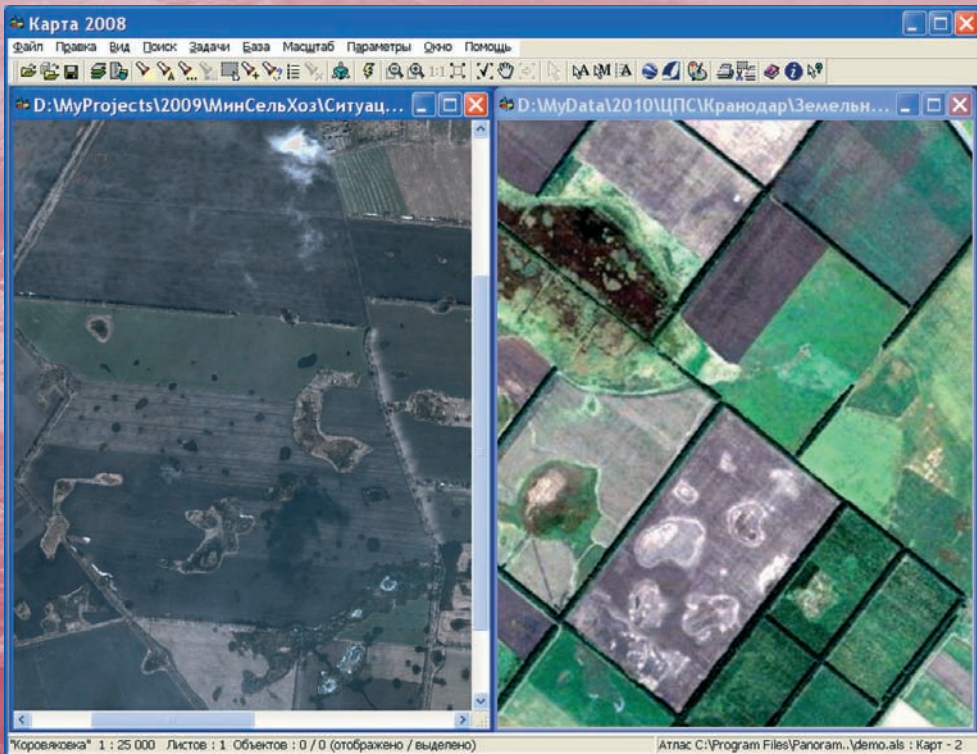 Карта 2008
Файл Правка Вид Поиск Задачи База Масштаб Параметры Окно Помощь
1:1
D:\MyProjects\2009\МинСельХоз\Ситуац...
D:\MyData\2010\ЦПС\Кранодар\Земельн...
"Коровяковка" 1 : 25 000 Листов : 1 Объектов : 0 / 0 (отображено / выделено)
Атлас C:\Program Files\Panoram..\demo.als : Карт - 2